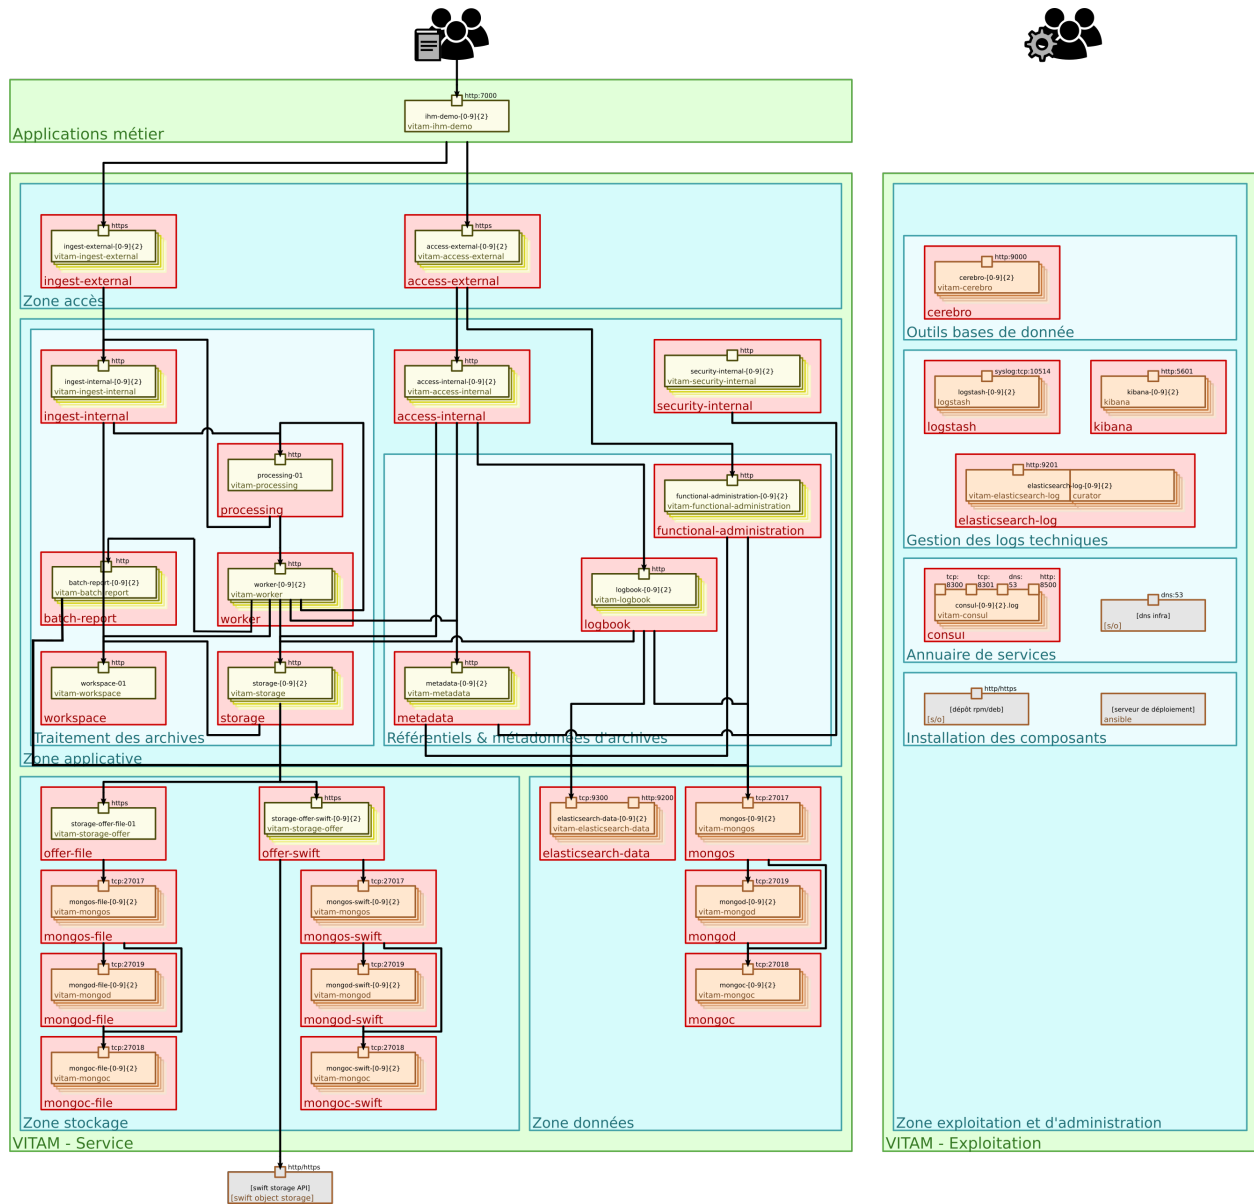 http:7000
ihm-demo-[0-9]{2}
vitam-ihm-demo
Applications métier
https
ingest-external-[0-9]{2}
vitam-ingest-external
ingest-external
https
access-external-[0-9]{2}
vitam-access-external
access-external
Zone accès
http
ingest-internal-[0-9]{2}
vitam-ingest-internal
ingest-internal
http
access-internal-[0-9]{2}
vitam-access-internal
access-internal
http
security-internal-[0-9]{2}
vitam-security-internal
security-internal
http
processing-01
vitam-processing
processing
http
functional-administration-[0-9]{2}
vitam-functional-administration
functional-administration
http
batch-report-[0-9]{2}
vitam-batch-report
batch-report
http
worker-[0-9]{2}
vitam-worker
worker
http
logbook-[0-9]{2}
vitam-logbook
logbook
http
workspace-01
vitam-workspace
workspace
http
storage-[0-9]{2}
vitam-storage
storage
http
metadata-[0-9]{2}
vitam-metadata
metadata
Traitement des archives
Référentiels & métadonnées d'archives
Zone applicative
https
storage-offer-file-01
vitam-storage-offer
offer-file
https
storage-offer-swift-[0-9]{2}
vitam-storage-offer
offer-swift
tcp:9300
http:9200
elasticsearch-data-[0-9]{2}
vitam-elasticsearch-data
elasticsearch-data
tcp:27017
mongos-[0-9]{2}
vitam-mongos
mongos
tcp:27017
mongos-file-[0-9]{2}
vitam-mongos
mongos-file
tcp:27017
mongos-swift-[0-9]{2}
vitam-mongos
mongos-swift
tcp:27019
mongod-[0-9]{2}
vitam-mongod
mongod
tcp:27019
mongod-file-[0-9]{2}
vitam-mongod
mongod-file
tcp:27019
mongod-swift-[0-9]{2}
vitam-mongod
mongod-swift
tcp:27018
mongoc-[0-9]{2}
vitam-mongoc
mongoc
tcp:27018
mongoc-file-[0-9]{2}
vitam-mongoc
mongoc-file
tcp:27018
mongoc-swift-[0-9]{2}
vitam-mongoc
mongoc-swift
Zone stockage
Zone données
VITAM - Service
http/https
[swift storage API]
[swift object storage]
http:9000
cerebro-[0-9]{2}
vitam-cerebro
cerebro
Outils bases de donnée
syslog:tcp:10514
logstash-[0-9]{2}
logstash
logstash
http:5601
kibana-[0-9]{2}
kibana
kibana
http:9201
elasticsearch-log-[0-9]{2}
vitam-elasticsearch-log
curator
elasticsearch-log
Gestion des logs techniques
tcp:
8300
tcp:
8301
dns:
53
http:
8500
consul-[0-9]{2}.log
vitam-consul
consul
dns:53
[dns infra]
[s/o]
Annuaire de services
http/https
[dépôt rpm/deb]
[s/o]
[serveur de déploiement]
ansible
Installation des composants
Zone exploitation et d'administration
VITAM - Exploitation